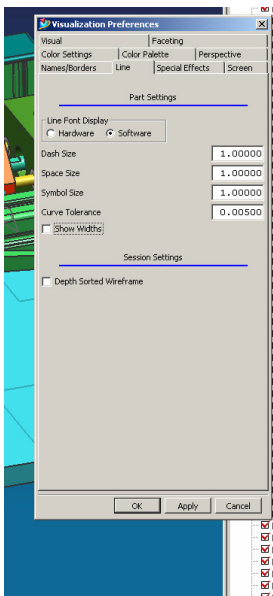 Visualization Preferences
Visual Faceting
Color Settings Color Palette Perspective
Names/Borders Line Special Effects Screen
Part Settings
Line Font Display
Hardware Software
Dash Size 1.00000
Space Size 1.00000
Symbol Size 1.00000
Curve Tolerance 0.00500
Show Widths
Session Settings
Depth Sorted Wireframe
OK Apply Cancel